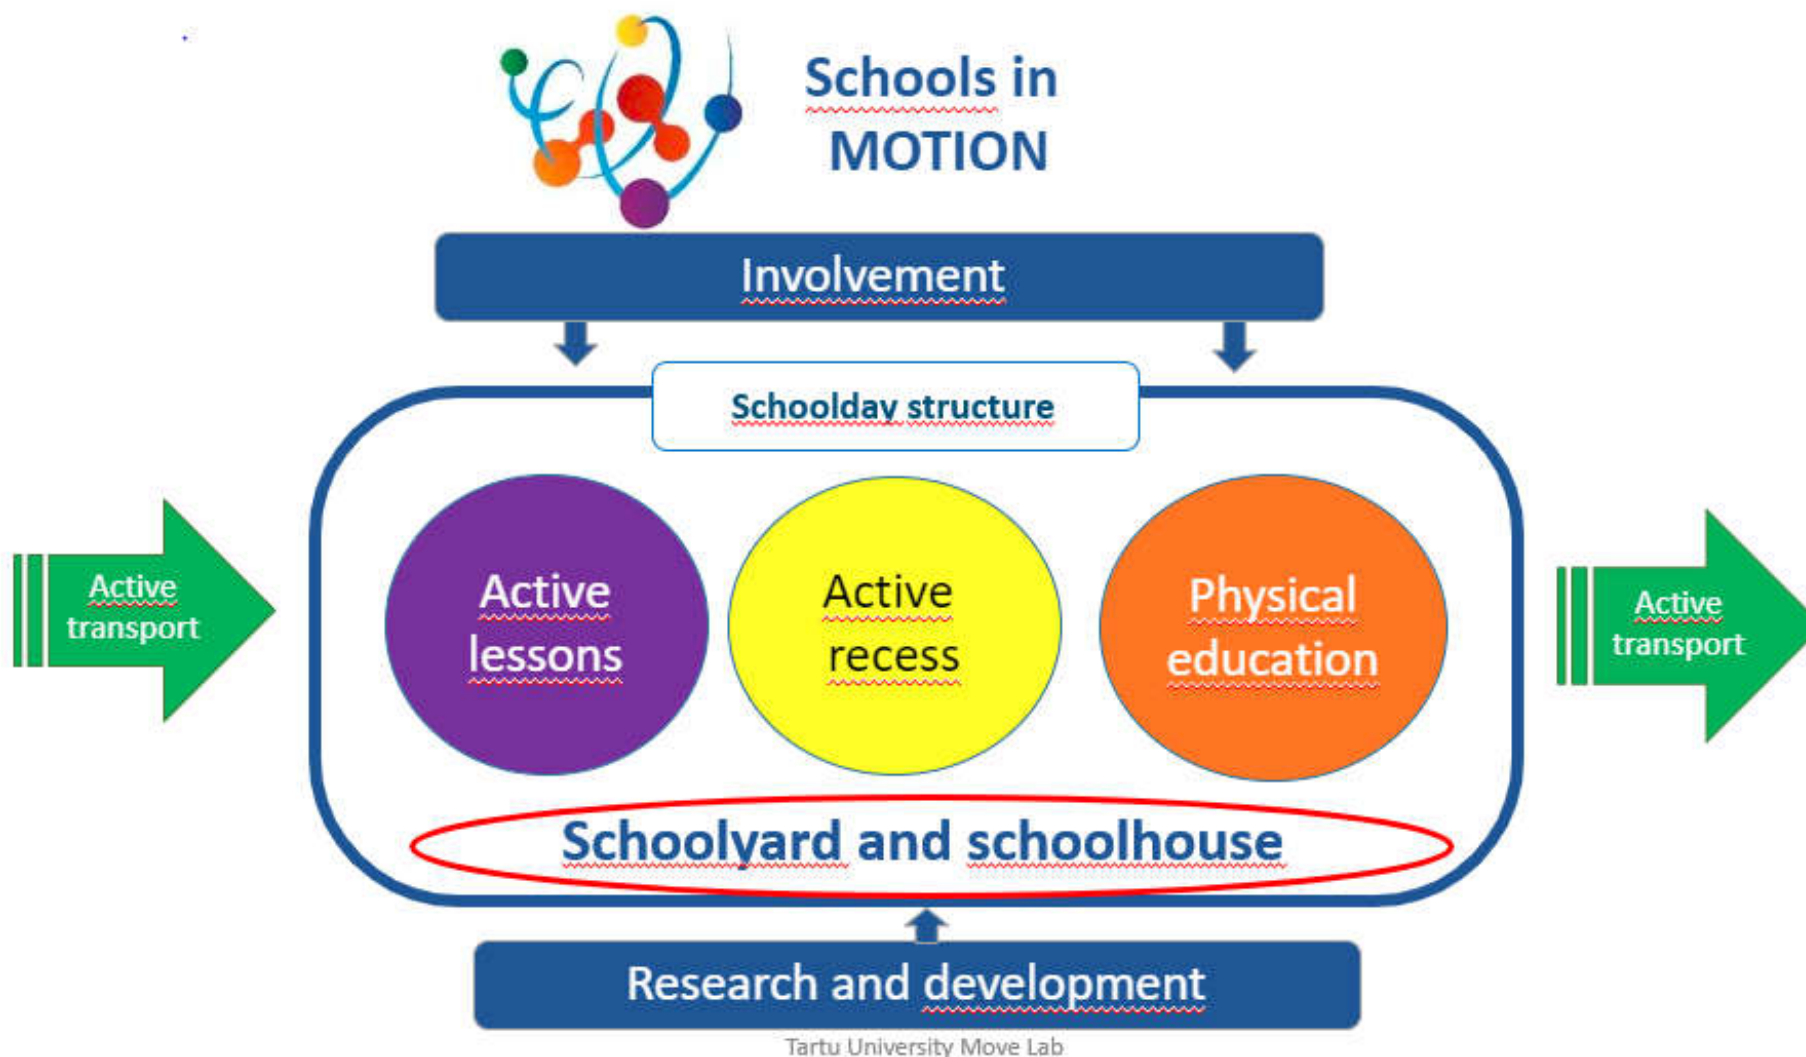 Schools in
MOTION
Involvement
Schoolday structure
Active
transport
Active
lessons
Active
recess
Physical
education
Active
transport
Schoolyard and schoolhouse
Research and development
Tartu University Move Lab